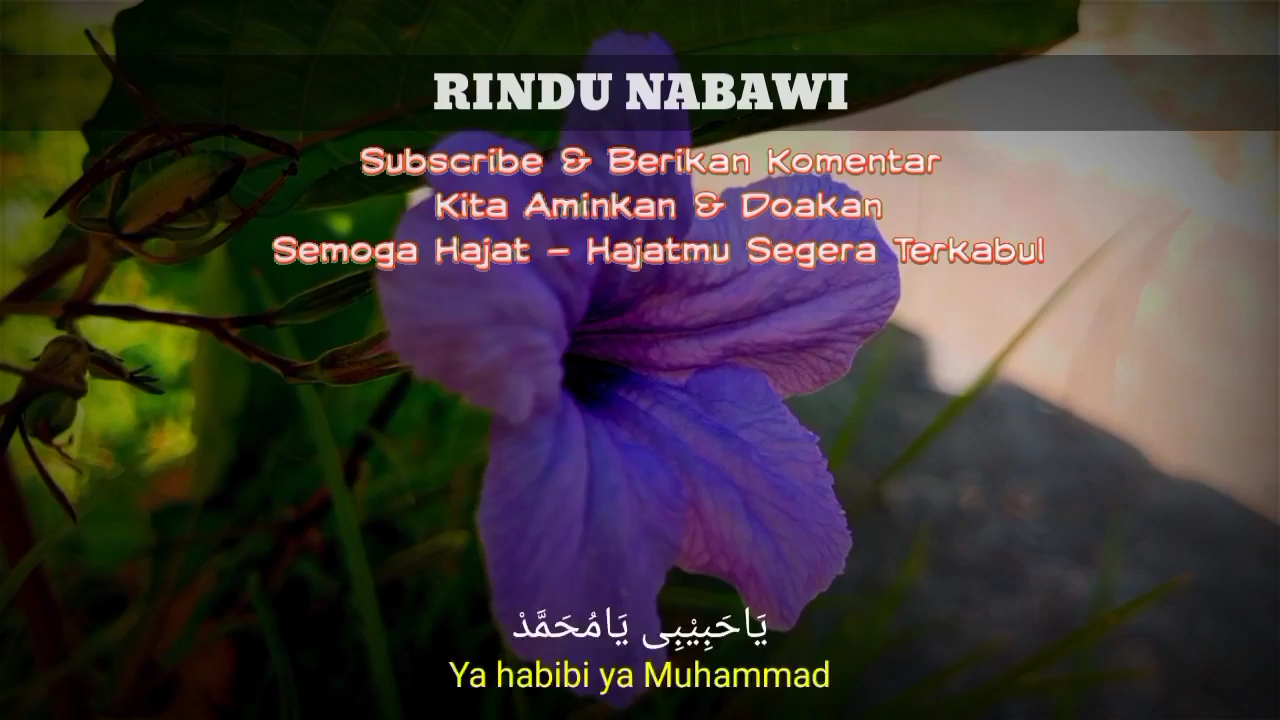 RINDU NABAWI
Subscribe & Berikan Komentar
Kita Aminkan & Doakan
Semoga Hajat - Hajatmu Segera Terkabul
يَاحَبِيْبِى يَامُحَمَّدْ
Ya habibi ya Muhammad